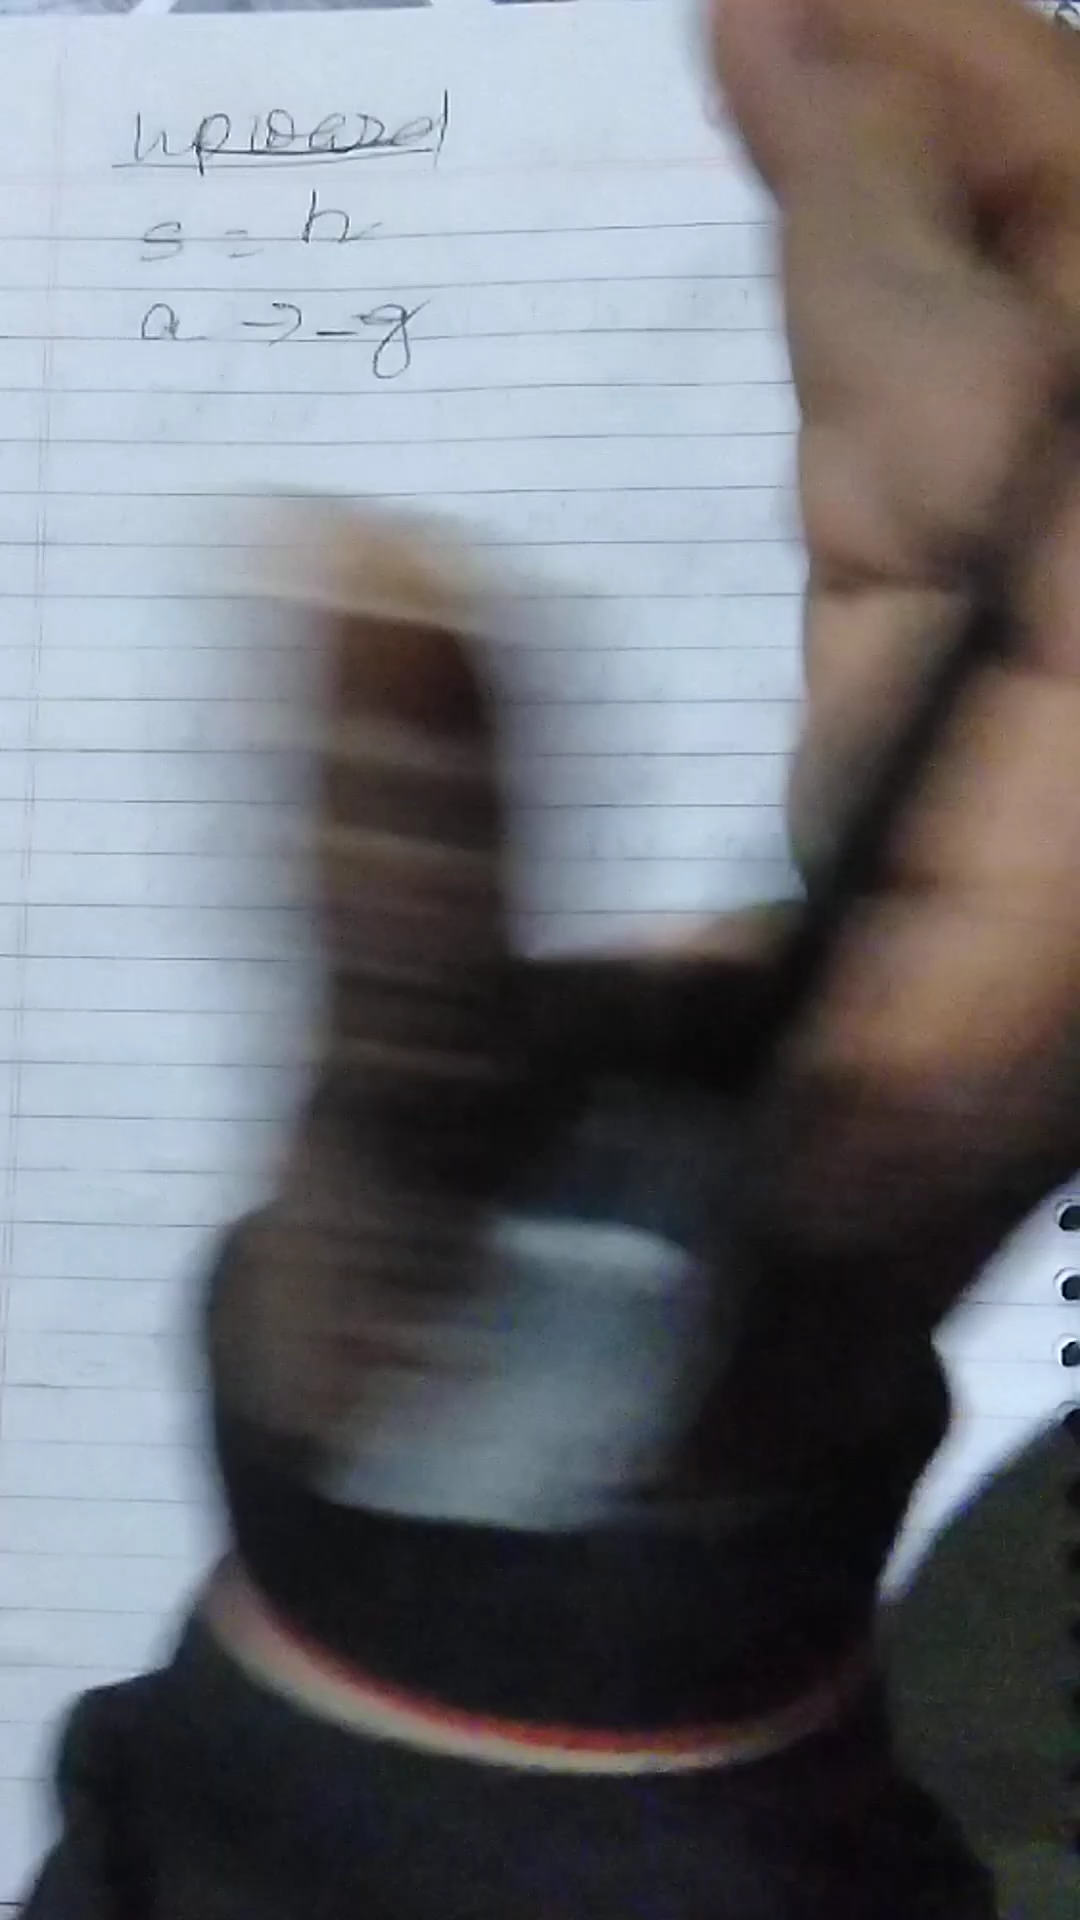 upward
s = h
a → -g